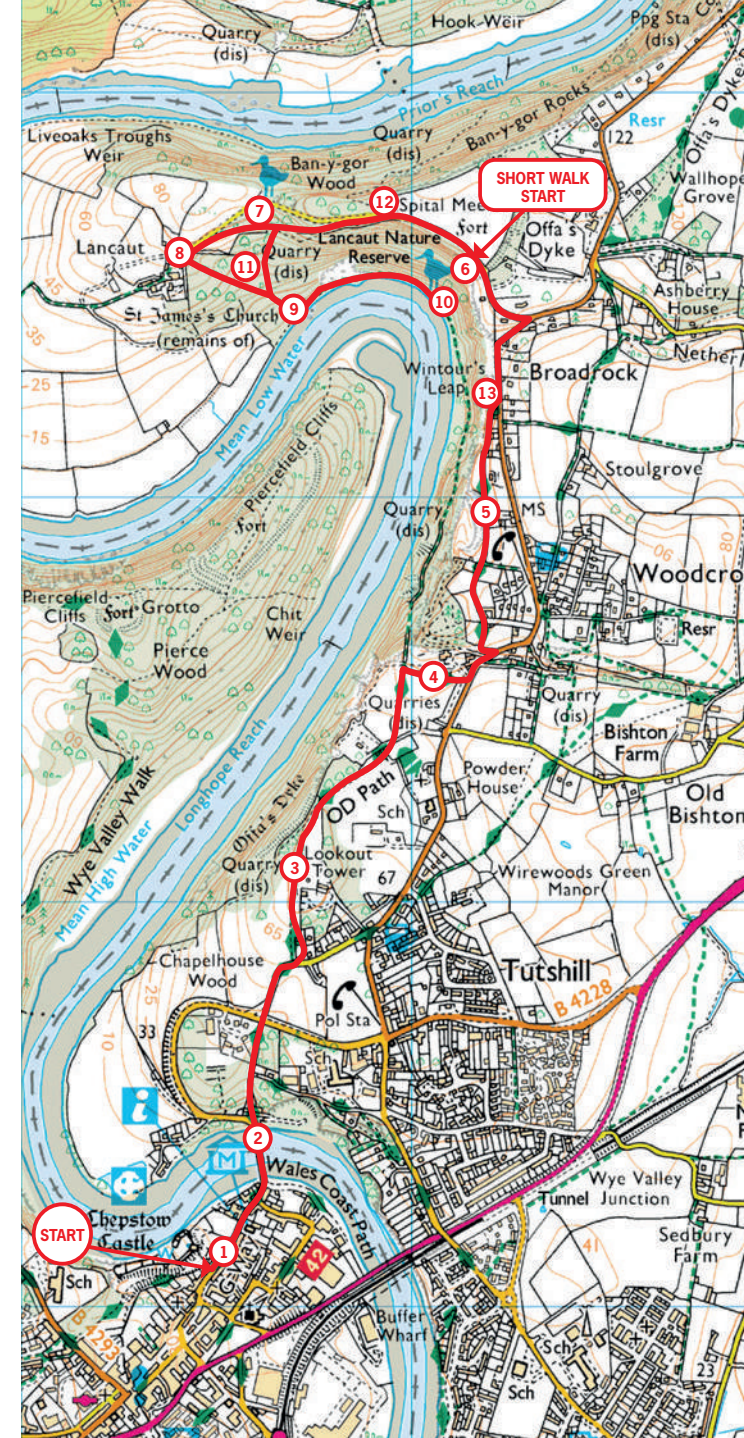 Hook-Weir
Quarry
(dis)
Ppg Sta
(dis)
Prior's Reach
Ban-y-gor Rocks
Offa's Dyke
Resr
122
Quarry
(dis)
Liveoaks Troughs
Weir
Ban-y-gor
Wood
80
60
45
35
25
15
SHORT WALK
START
Wallhope
Grove
120
12
Spital Mee
Fort
Offa's
Dyke
7
Lancaut
8
Lancaut Nature
Reserve
Quarry
(dis)
11
6
10
9
St James's Church
(remains of)
Ashberry
House
Netherh
Mean Low Water
Wintour's
Leap
13
Broadrock
Piercefield Cliffs
Fort
Stoulgrove
Quarry
(dis)
5
MS
90
80
Woodcro
Piercefield
Cliffs
Fort
Grotto
Chit
Weir
Pierce
Wood
Resr
4
Quarries
(dis)
Quarry
(dis)
Bishton
Farm
60
Longhope Reach
Wye Valley Walk
Mean High Water
Offa's Dyke
OD Path
Powder
House
Old
Bishton
Sch
Quarry
(dis)
3
Lookout
Tower
67
Wirewoods Green
Manor
65
Chapelhouse
Wood
Tutshill
B 4228
25
10
33
Pol Sta
Sch
i
2
M
Wales Coast Path
Wye Valley
Junction
Tunnel
Chepstow
Castle
START
1
42
41
Sedbury
Farm
Sch
B 4293
Buffer
Wharf
Sch
Sch
23